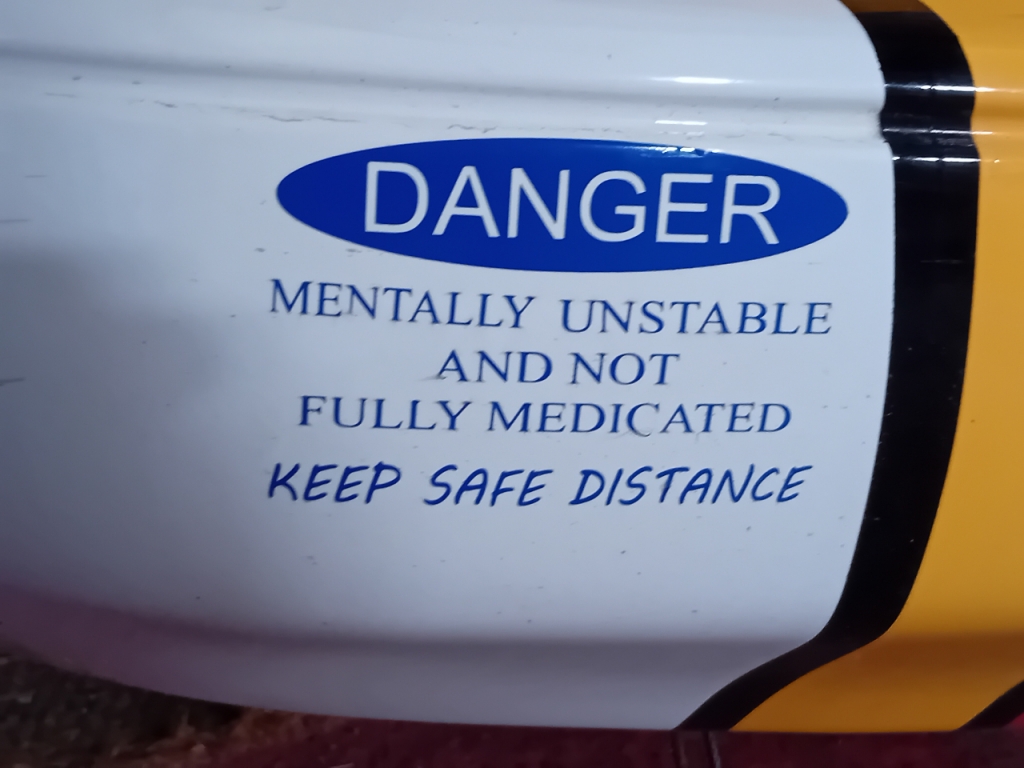 DANGER
MENTALLY UNSTABLE
AND NOT
FULLY MEDICATED
KEEP SAFE DISTANCE